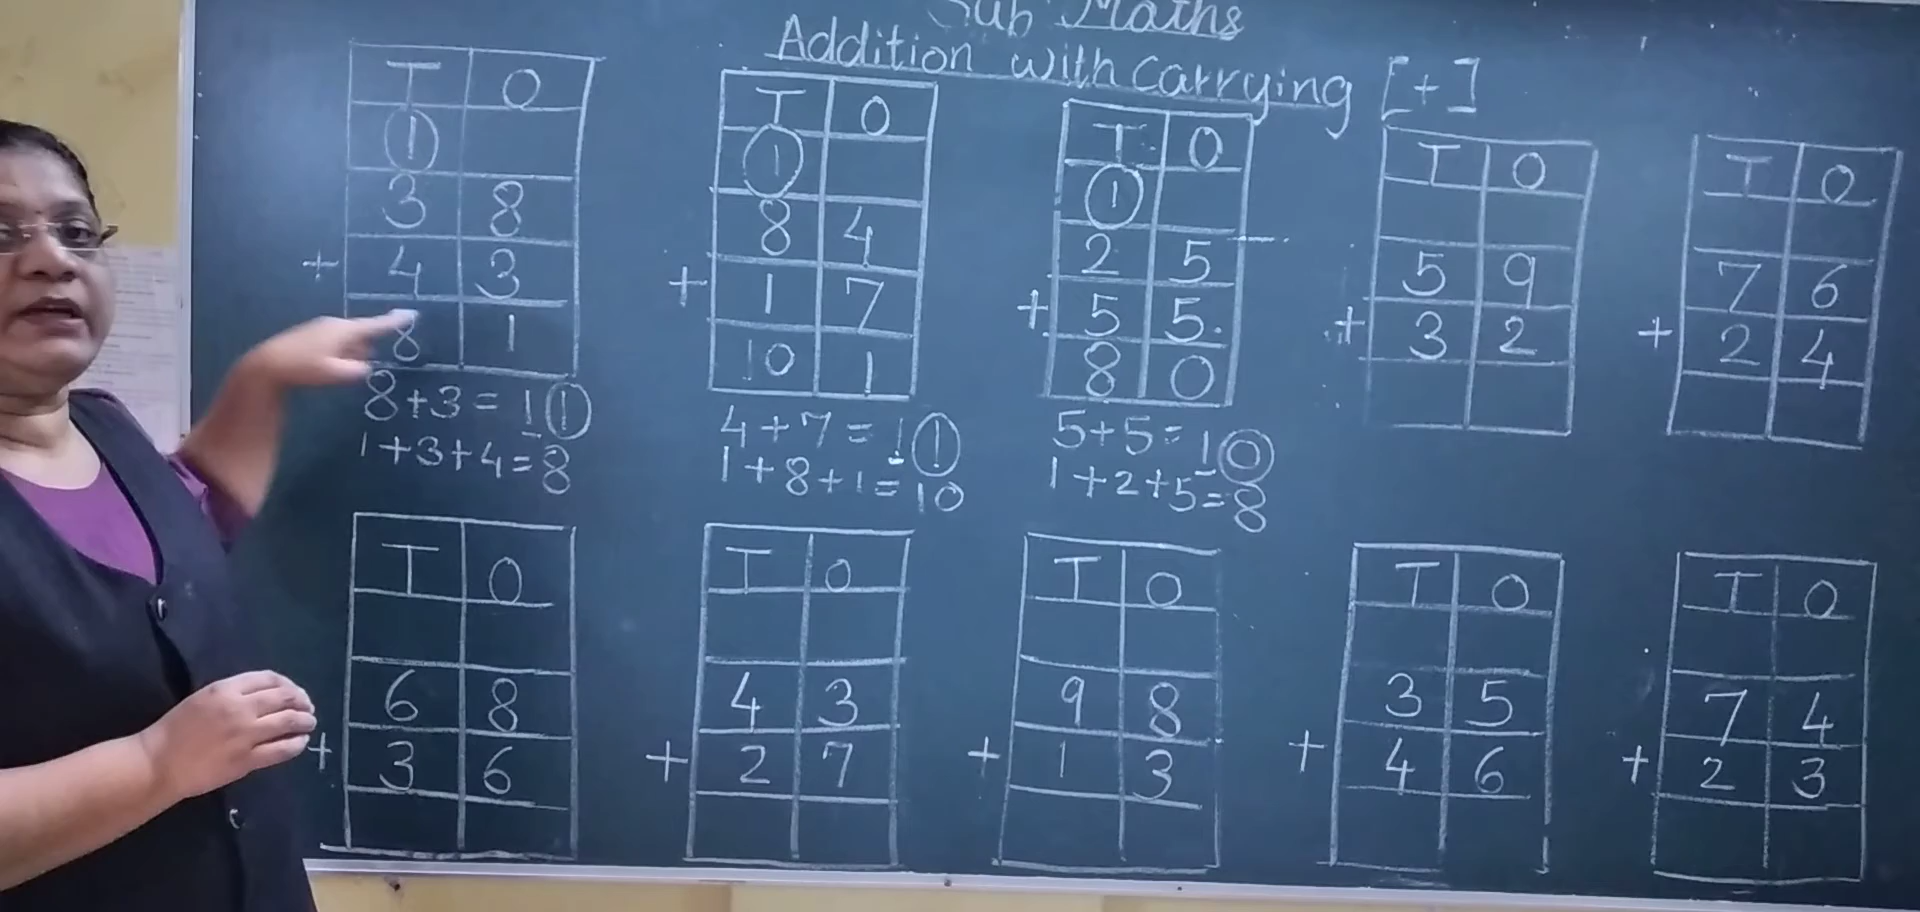 Sub Maths
Addition with carrying [+]
T O
1
3 8
+ 4 3
8 1
8+3=11
1+3+4=8
T O
1
8 4
+ 1 7
10 1
4+7=11
1+8+1=10
T O
1
2 5
+ 5 5
8 0
5+5=10
1+2+5=8
T O
5 9
+ 3 2
T O
7 6
+ 2 4
T O
6 8
+ 3 6
T O
4 3
+ 2 7
T O
9 8
+ 1 3
T O
3 5
+ 4 6
T O
7 4
+ 2 3